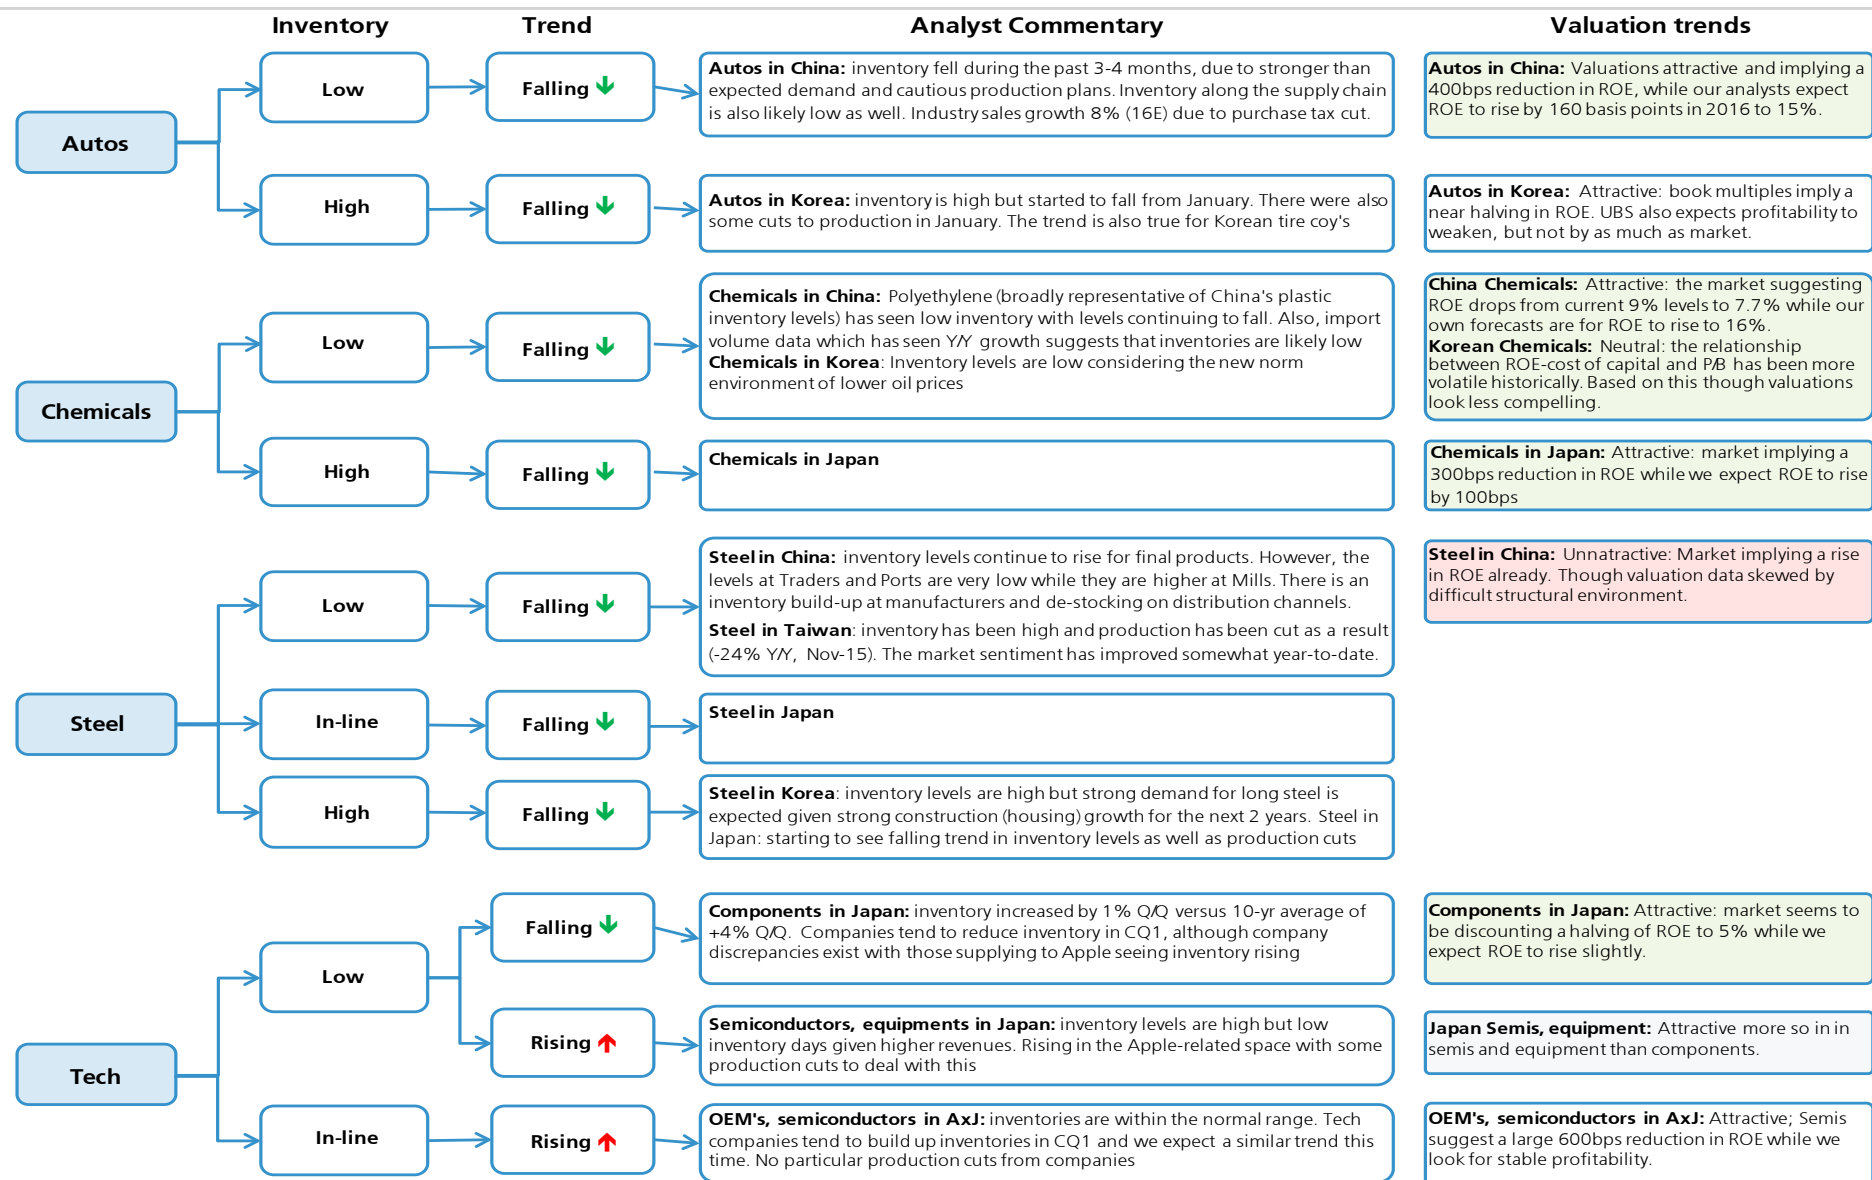 Inventory
Trend
Analyst Commentary
Valuation trends
Autos
Low
Falling
Autos in China: inventory fell during the past 3-4 months, due to stronger than
expected demand and cautious production plans. Inventory along the supply chain
is also likely low as well. Industry sales growth 8% (16E) due to purchase tax cut.
Autos in China: Valuations attractive and implying a
400bps reduction in ROE, while our analysts expect
ROE to rise by 160 basis points in 2016 to 15%.
High
Falling
Autos in Korea: inventory is high but started to fall from January. There were also
some cuts to production in January. The trend is also true for Korean tire coy's
Autos in Korea: Attractive: book multiples imply a
near halving in ROE. UBS also expects profitability to
weaken, but not by as much as market.
Chemicals
Low
Falling
Chemicals in China: Polyethylene (broadly representative of China's plastic
inventory levels) has seen low inventory with levels continuing to fall. Also, import
volume data which has seen Y/Y growth suggests that inventories are likely low
Chemicals in Korea: Inventory levels are low considering the new norm
environment of lower oil prices
China Chemicals: Attractive: the market suggesting
ROE drops from current 9% levels to 7.7% while our
own forecasts are for ROE to rise to 16%.
Korean Chemicals: Neutral: the relationship
between ROE-cost of capital and P/B has been more
volatile historically. Based on this though valuations
look less compelling.
High
Falling
Chemicals in Japan
Chemicals in Japan: Attractive: market implying a
300bps reduction in ROE while we expect ROE to rise
by 100bps
Steel
Low
Falling
Steel in China: inventory levels continue to rise for final products. However, the
levels at Traders and Ports are very low while they are higher at Mills. There is an
inventory build-up at manufacturers and de-stocking on distribution channels.
Steel in Taiwan: inventory has been high and production has been cut as a result
(-24% Y/Y, Nov-15). The market sentiment has improved somewhat year-to-date.
Steel in China: Unnatractive: Market implying a rise
in ROE already. Though valuation data skewed by
difficult structural environment.
In-line
Falling
Steel in Japan
High
Falling
Steel in Korea: inventory levels are high but strong demand for long steel is
expected given strong construction (housing) growth for the next 2 years. Steel in
Japan: starting to see falling trend in inventory levels as well as production cuts
Tech
Low
Falling
Components in Japan: inventory increased by 1% Q/Q versus 10-yr average of
+4% Q/Q. Companies tend to reduce inventory in CQ1, although company
discrepancies exist with those supplying to Apple seeing inventory rising
Components in Japan: Attractive: market seems to
be discounting a halving of ROE to 5% while we
expect ROE to rise slightly.
Rising
Semiconductors, equipments in Japan: inventory levels are high but low
inventory days given higher revenues. Rising in the Apple-related space with some
production cuts to deal with this
Japan Semis, equipment: Attractive more so in in
semis and equipment than components.
In-line
Rising
OEM's, semiconductors in AxJ: inventories are within the normal range. Tech
companies tend to build up inventories in CQ1 and we expect a similar trend this
time. No particular production cuts from companies
OEM's, semiconductors in AxJ: Attractive; Semis
suggest a large 600bps reduction in ROE while we
look for stable profitability.